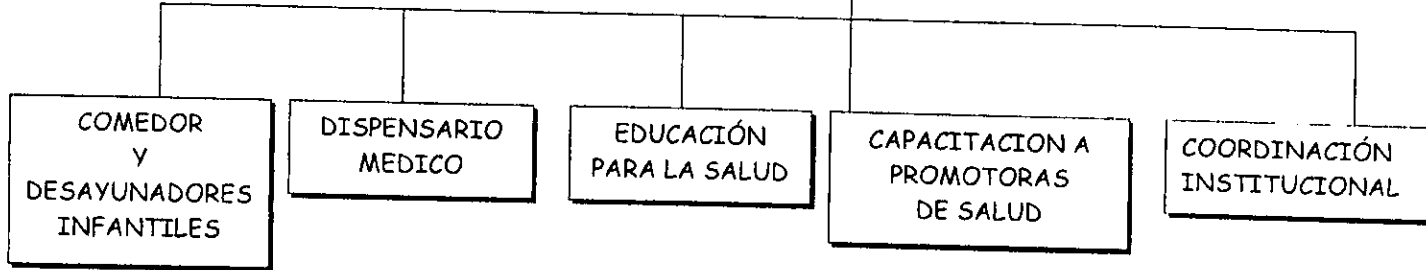 COMEDOR
Y
DESAYUNADORES
INFANTILES
DISPENSARIO
MEDICO
EDUCACIÓN
PARA LA SALUD
CAPACITACION A
PROMOTORAS
DE SALUD
COORDINACIÓN
INSTITUCIONAL